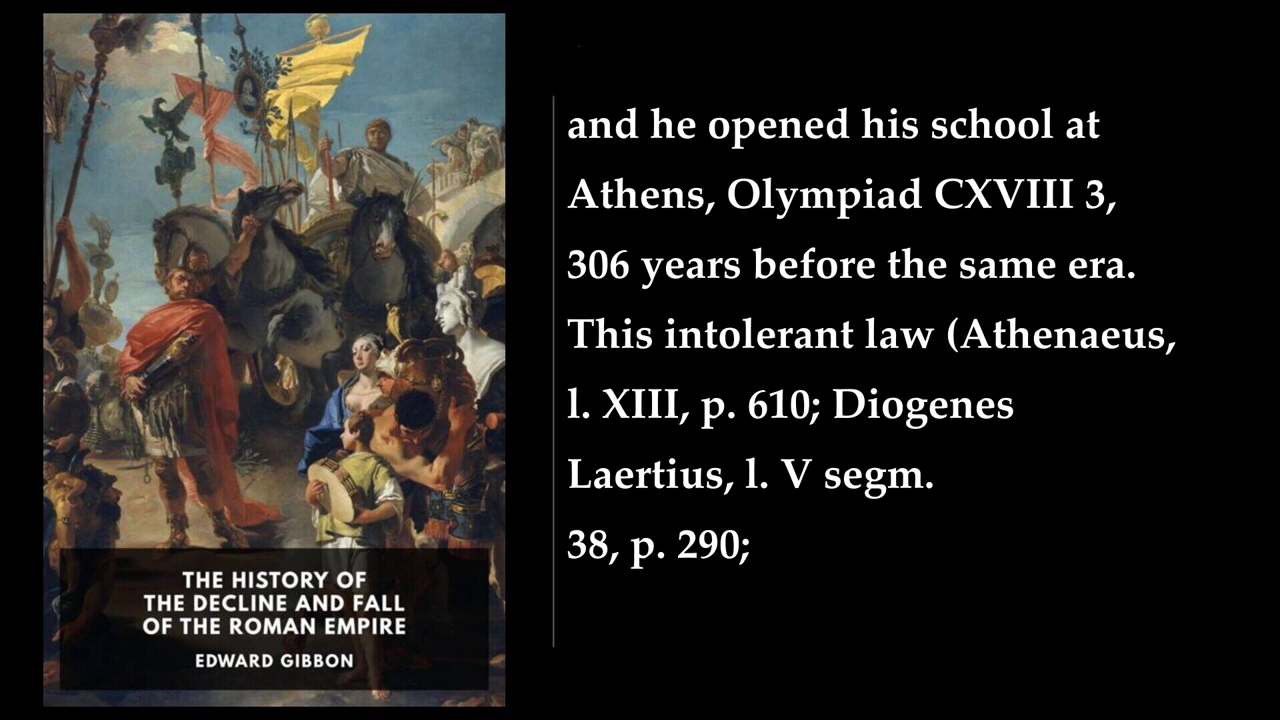 THE HISTORY OF
THE DECLINE AND FALL
OF THE ROMAN EMPIRE
EDWARD GIBBON
and he opened his school at
Athens, Olympiad CXVIII 3,
306 years before the same era.
This intolerant law (Athenaeus,
l. XIII, p. 610; Diogenes
Laertius, l. V segm.
38, p. 290;